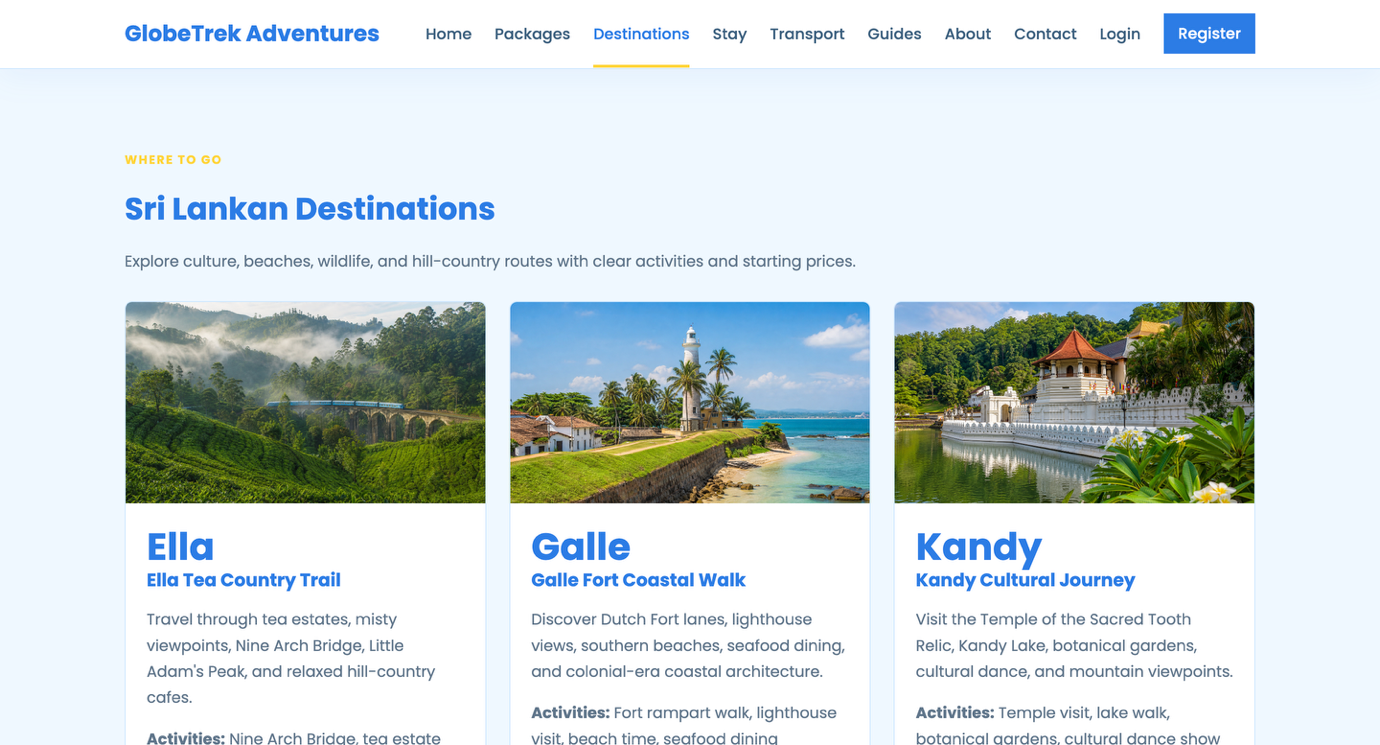 GlobeTrek Adventures
Home Packages Destinations Stay Transport Guides About Contact Login Register
WHERE TO GO
Sri Lankan Destinations
Explore culture, beaches, wildlife, and hill-country routes with clear activities and starting prices.
Ella
Ella Tea Country Trail
Travel through tea estates, misty
viewpoints, Nine Arch Bridge, Little
Adam's Peak, and relaxed hill-country
cafes.
Activities: Nine Arch Bridge, tea estate
Galle
Galle Fort Coastal Walk
Discover Dutch Fort lanes, lighthouse
views, southern beaches, seafood dining,
and colonial-era coastal architecture.
Activities: Fort rampart walk, lighthouse
visit, beach time, seafood dining
Kandy
Kandy Cultural Journey
Visit the Temple of the Sacred Tooth
Relic, Kandy Lake, botanical gardens,
cultural dance, and mountain viewpoints.
Activities: Temple visit, lake walk,
botanical gardens, cultural dance show